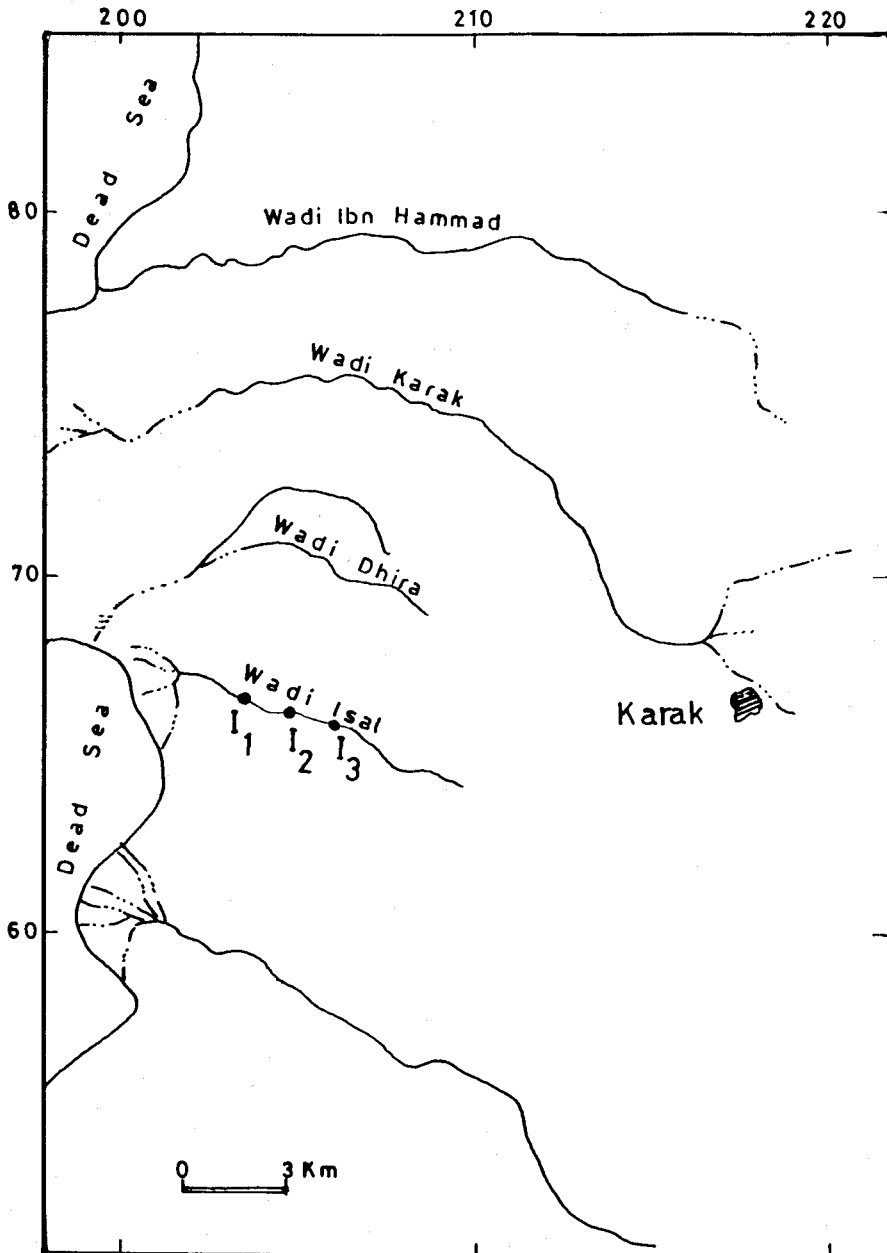 200 210 220
Dead Sea
80
Wadi Ibn Hammad
Wadi Karak
Wadi Dhira
70
Wadi Isal
Karak
I1 I2 I3
Dead Sea
60
0 3 Km